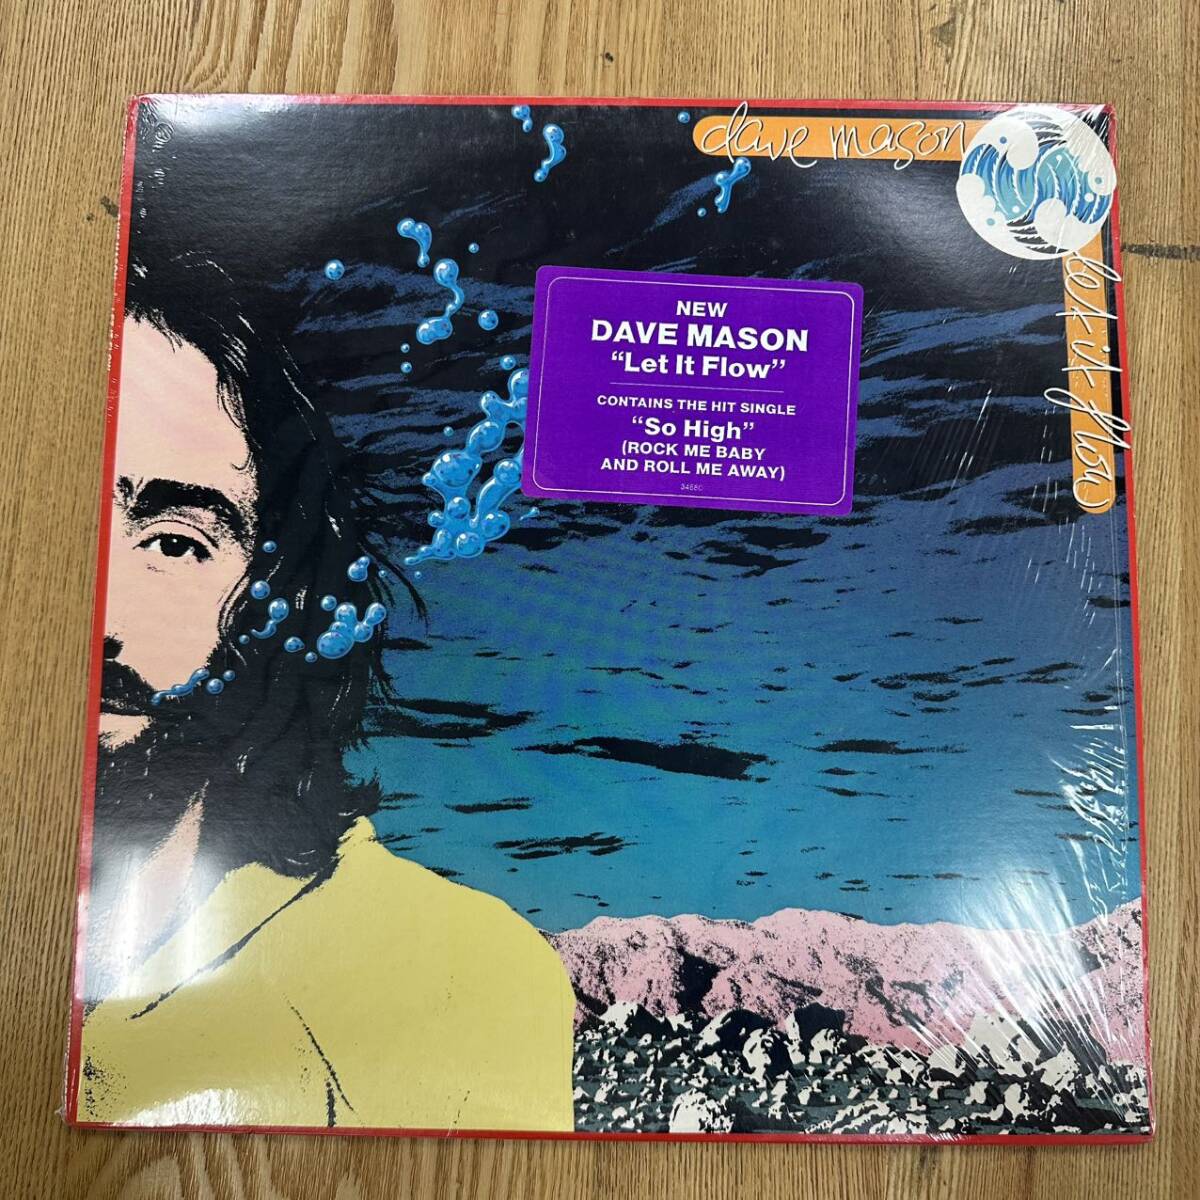 dave mason
let it flow
NEW
DAVE MASON
“Let It Flow”
CONTAINS THE HIT SINGLE
“So High”
(ROCK ME BABY
AND ROLL ME AWAY)
34680